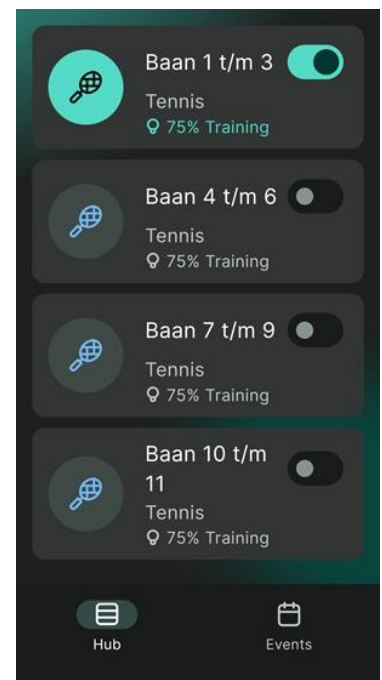 Baan 1 t/m 3
Tennis
75% Training
Baan 4 t/m 6
Tennis
75% Training
Baan 7 t/m 9
Tennis
75% Training
Baan 10 t/m
11
Tennis
75% Training
Hub
Events